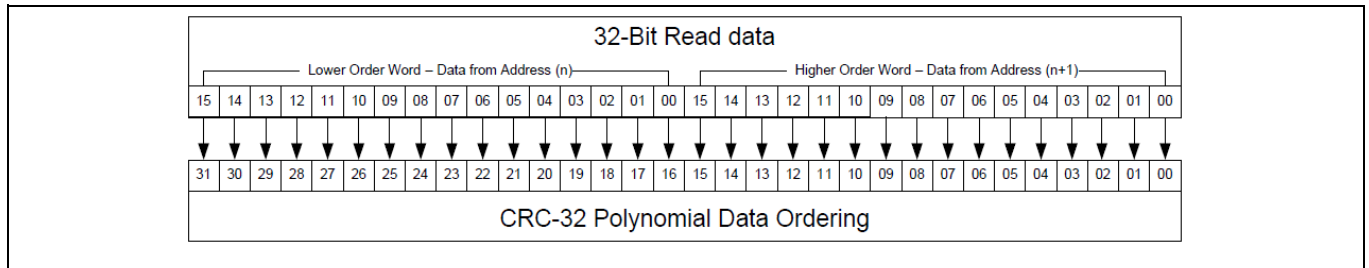 32-Bit Read data
Lower Order Word – Data from Address (n) Higher Order Word – Data from Address (n+1)
15 14 13 12 11 10 09 08 07 06 05 04 03 02 01 00 15 14 13 12 11 10 09 08 07 06 05 04 03 02 01 00
31 30 29 28 27 26 25 24 23 22 21 20 19 18 17 16 15 14 13 12 11 10 09 08 07 06 05 04 03 02 01 00
CRC-32 Polynomial Data Ordering